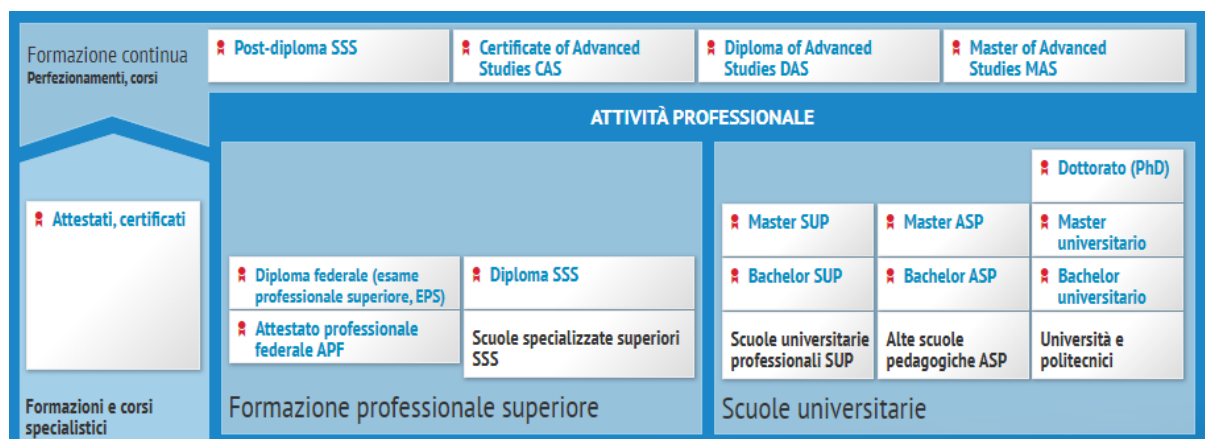 Formazione continua
Perfezionamenti, corsi
Post-diploma SSS
Certificate of Advanced
Studies CAS
Diploma of Advanced
Studies DAS
Master of Advanced
Studies MAS
ATTIVITÀ PROFESSIONALE
Attestati, certificati
Formazioni e corsi
specialistici
Diploma federale (esame
professionale superiore, EPS)
Attestato professionale
federale APF
Diploma SSS
Scuole specializzate superiori
SSS
Formazione professionale superiore
Dottorato (PhD)
Master SUP
Master ASP
Master
universitario
Bachelor SUP
Bachelor ASP
Bachelor
universitario
Scuole universitarie
professionali SUP
Alte scuole
pedagogiche ASP
Università e
politecnici
Scuole universitarie